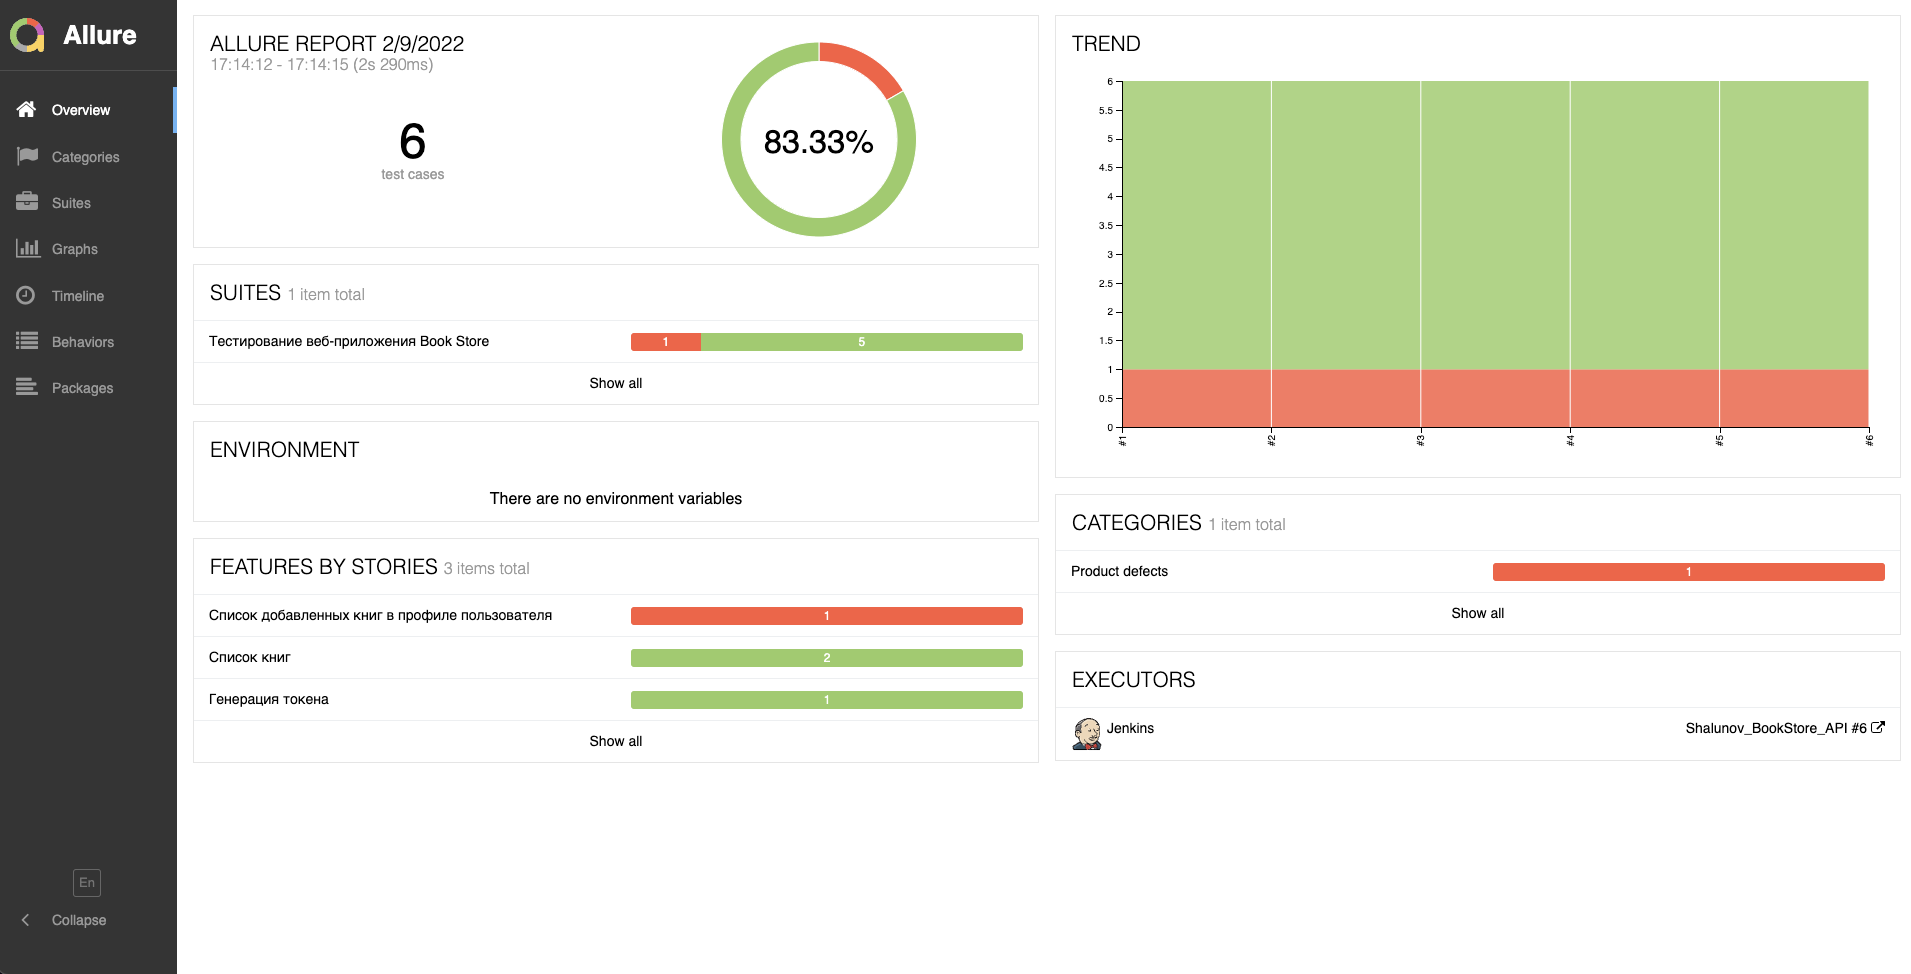 Allure
Overview
Categories
Suites
Graphs
Timeline
Behaviors
Packages
En
Collapse
ALLURE REPORT 2/9/2022
17:14:12 - 17:14:15 (2s 290ms)
6
test cases
83.33%
SUITES 1 item total
Тестирование веб-приложения Book Store 1 5
Show all
ENVIRONMENT
There are no environment variables
FEATURES BY STORIES 3 items total
Список добавленных книг в профиле пользователя 1
Список книг 2
Генерация токена 1
Show all
TREND
6
5.5
5
4.5
4
3.5
3
2.5
2
1.5
1
0.5
0
#1 #2 #3 #4 #5 #6
CATEGORIES 1 item total
Product defects 1
Show all
EXECUTORS
Jenkins Shalunov_BookStore_API #6